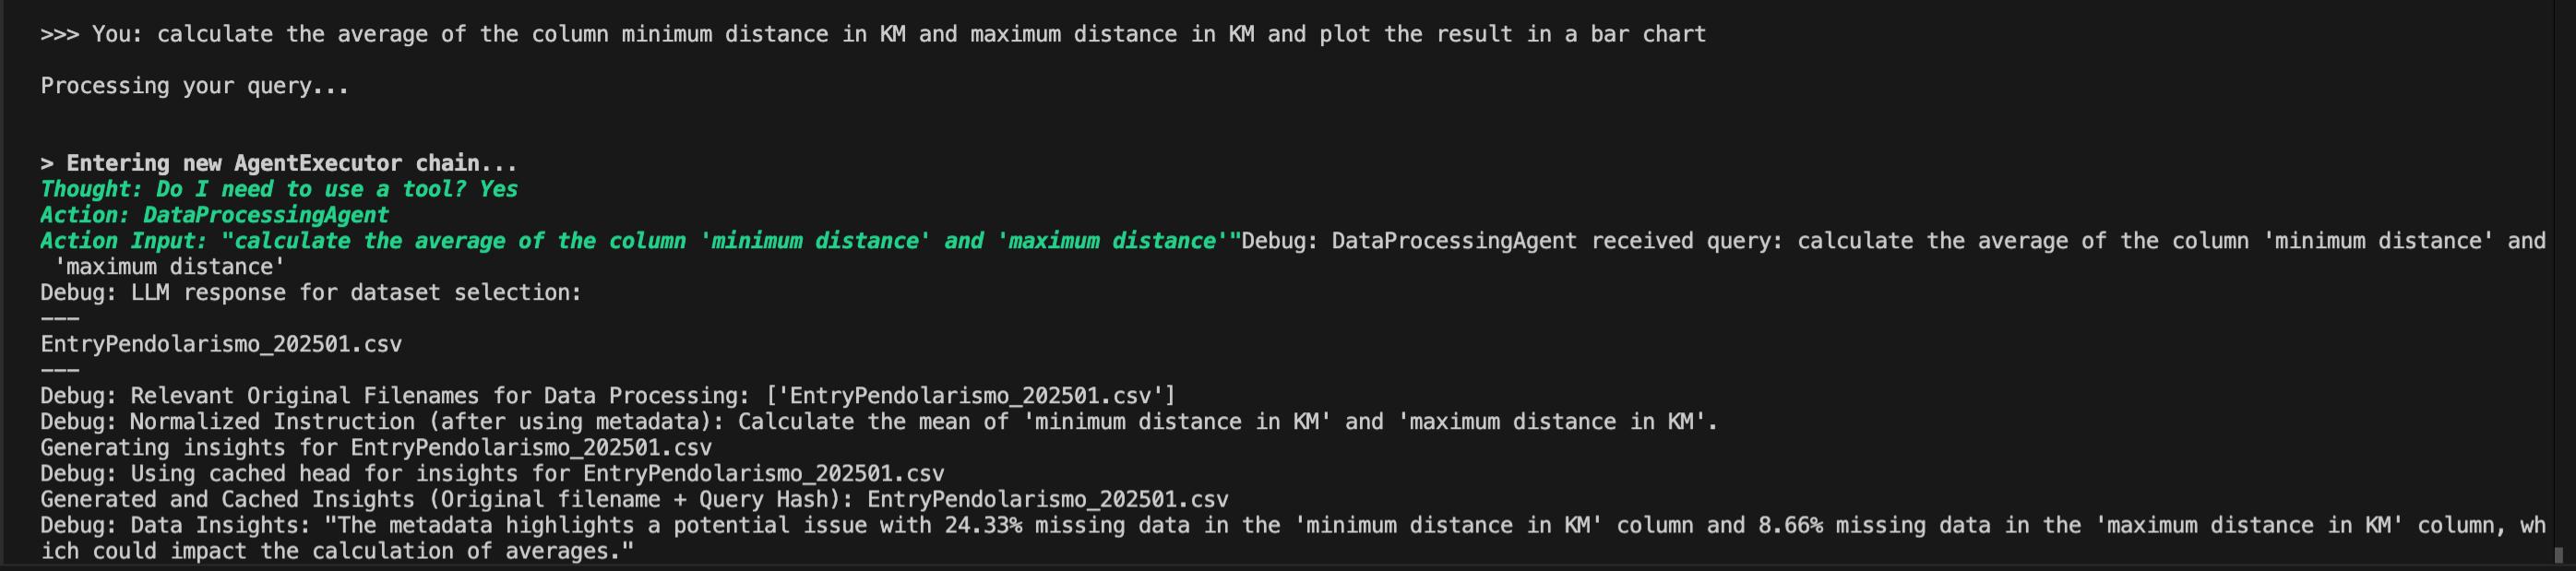 >>> You: calculate the average of the column minimum distance in KM and maximum distance in KM and plot the result in a bar chart
Processing your query...
> Entering new AgentExecutor chain...
Thought: Do I need to use a tool? Yes
Action: DataProcessingAgent
Action Input: "calculate the average of the column 'minimum distance' and 'maximum distance'"Debug: DataProcessingAgent received query: calculate the average of the column 'minimum distance' and
 'maximum distance'
Debug: LLM response for dataset selection:
---
EntryPendolarismo_202501.csv
---
Debug: Relevant Original Filenames for Data Processing: ['EntryPendolarismo_202501.csv']
Debug: Normalized Instruction (after using metadata): Calculate the mean of 'minimum distance in KM' and 'maximum distance in KM'.
Generating insights for EntryPendolarismo_202501.csv
Debug: Using cached head for insights for EntryPendolarismo_202501.csv
Generated and Cached Insights (Original filename + Query Hash): EntryPendolarismo_202501.csv
Debug: Data Insights: "The metadata highlights a potential issue with 24.33% missing data in the 'minimum distance in KM' column and 8.66% missing data in the 'maximum distance in KM' column, wh
ich could impact the calculation of averages."